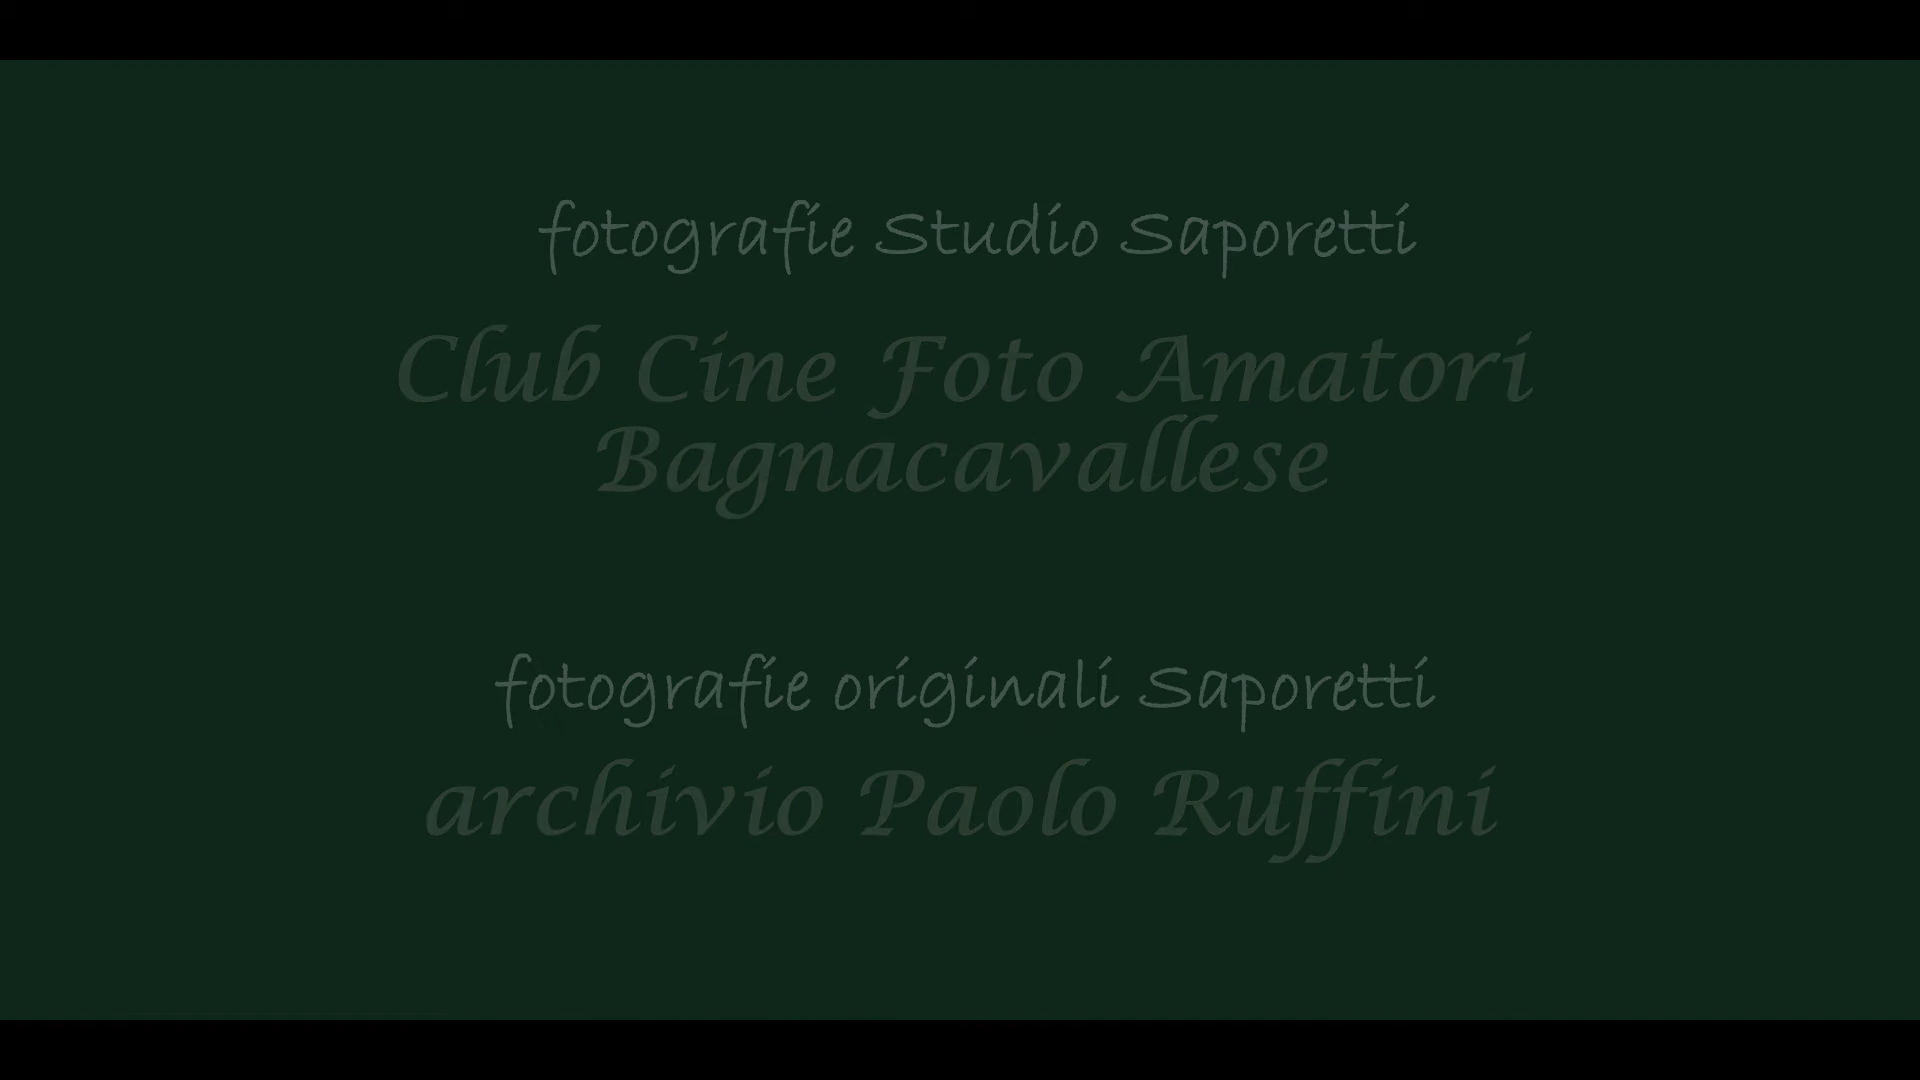 fotografie Studio Saporetti
Club Cine Foto Amatori
Bagnacavallese
fotografie originali Saporetti
archivio Paolo Ruffini